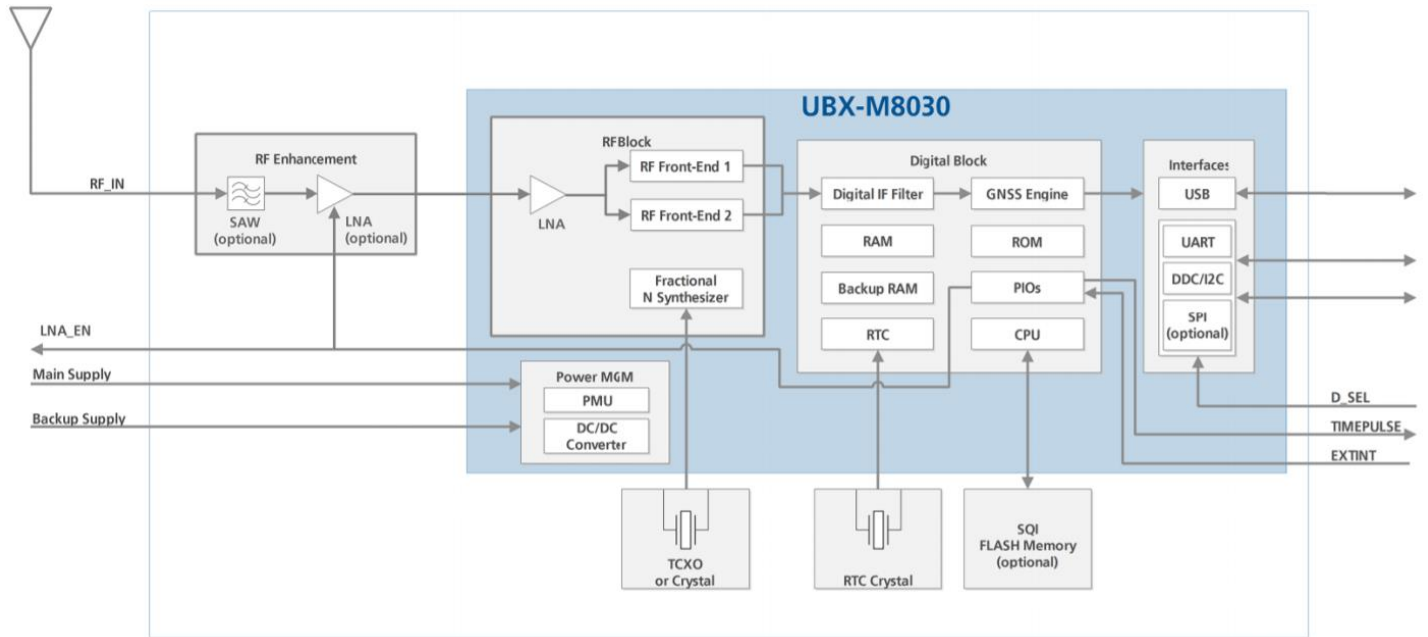 UBX-M8030
RF Enhancement
RF_IN
SAW
(optional)
LNA
(optional)
RFBlock
LNA
RF Front-End 1
RF Front-End 2
Fractional
N Synthesizer
Digital Block
Digital IF Filter
GNSS Engine
RAM
ROM
Backup RAM
PIOs
RTC
CPU
Interfaces
USB
UART
DDC/I2C
SPI
(optional)
LNA_EN
Main Supply
Backup Supply
Power MGM
PMU
DC/DC
Converter
D_SEL
TIMEPULSE
EXTINT
TCXO
or Crystal
RTC Crystal
SQI
FLASH Memory
(optional)